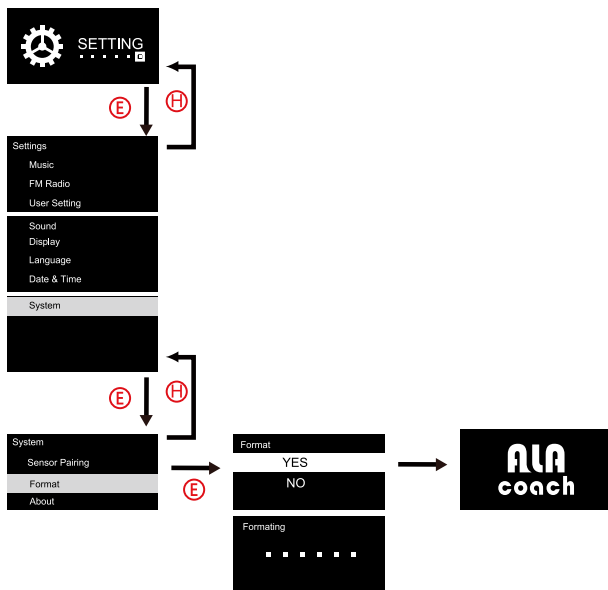 SETTING
C
E
H
Settings
Music
FM Radio
User Setting
Sound
Display
Language
Date & Time
System
E
H
System
Sensor Pairing
Format
About
E
Format
YES
NO
Formating
ALA
coach